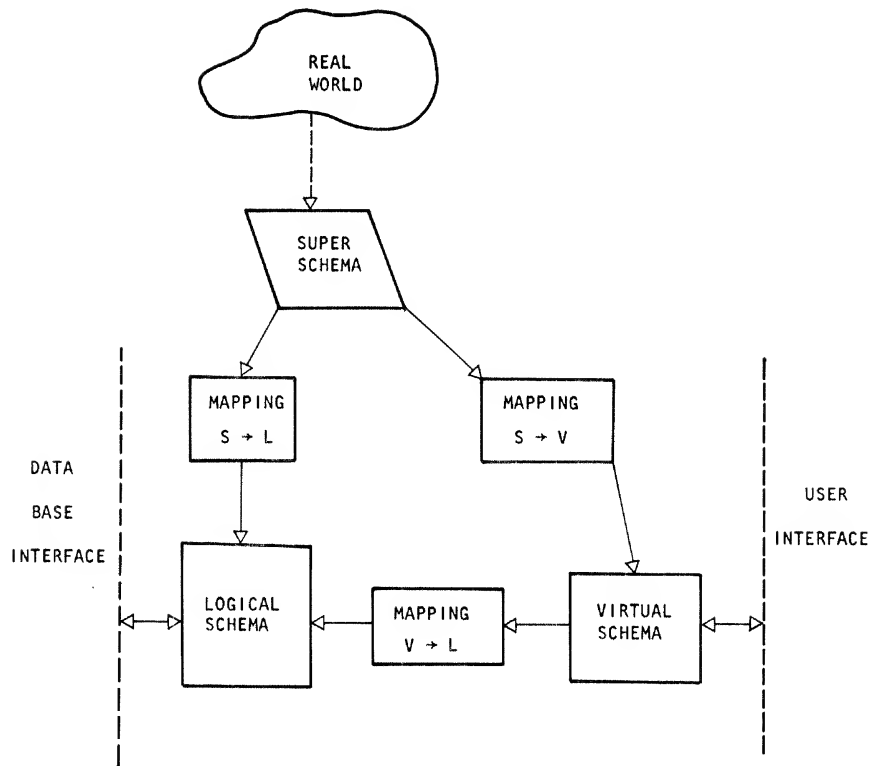 REAL
WORLD
SUPER
SCHEMA
MAPPING
S → L
MAPPING
S → V
DATA
BASE
INTERFACE
USER
INTERFACE
LOGICAL
SCHEMA
MAPPING
V → L
VIRTUAL
SCHEMA